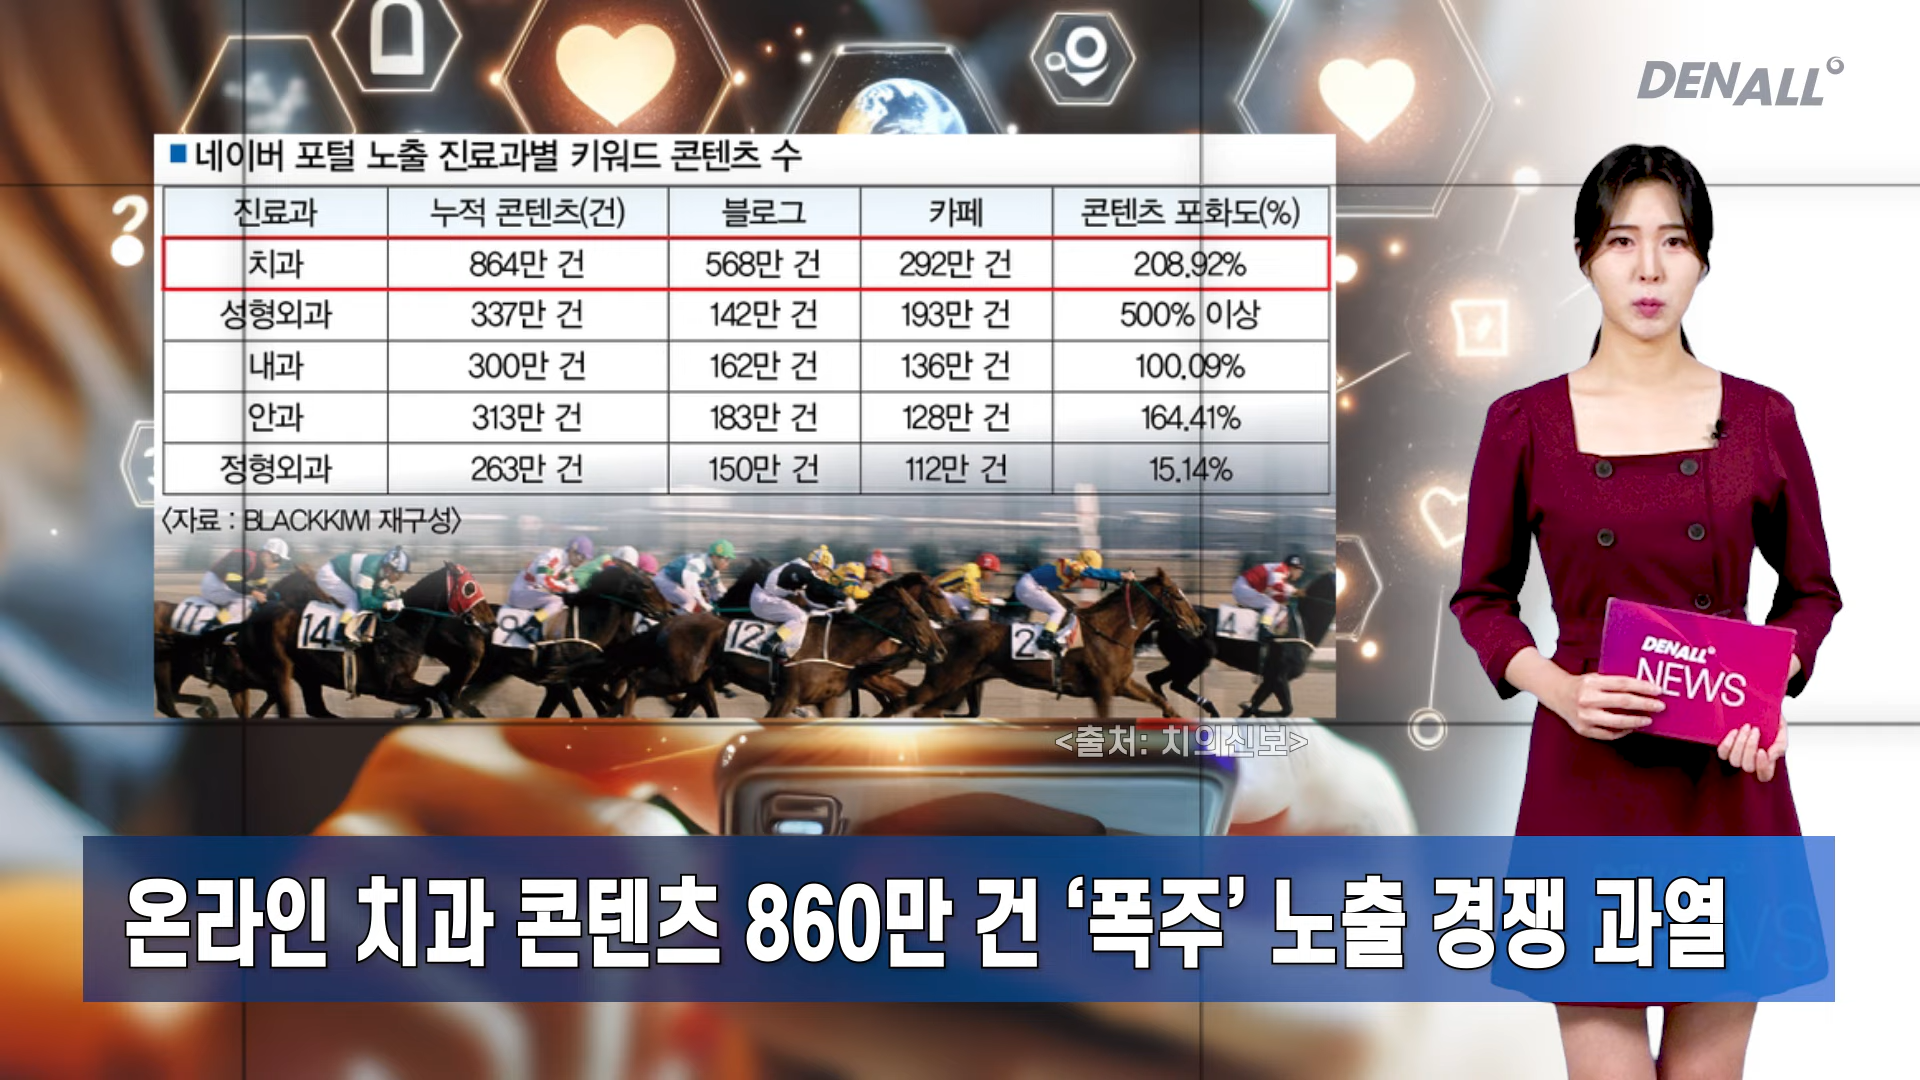 DENALL
■ 네이버 포털 노출 진료과별 키워드 콘텐츠 수
진료과 누적 콘텐츠(건) 블로그 카페 콘텐츠 포화도(%)
치과 864만 건 568만 건 292만 건 208.92%
성형외과 337만 건 142만 건 193만 건 500% 이상
내과 300만 건 162만 건 136만 건 100.09%
안과 313만 건 183만 건 128만 건 164.41%
정형외과 263만 건 150만 건 112만 건 15.14%
<자료 : BLACKKIWI 재구성>
11 14 9 12 2 4
DENALL
NEWS
<출처: 치의신보>
온라인 치과 콘텐츠 860만 건 ‘폭주’ 노출 경쟁 과열